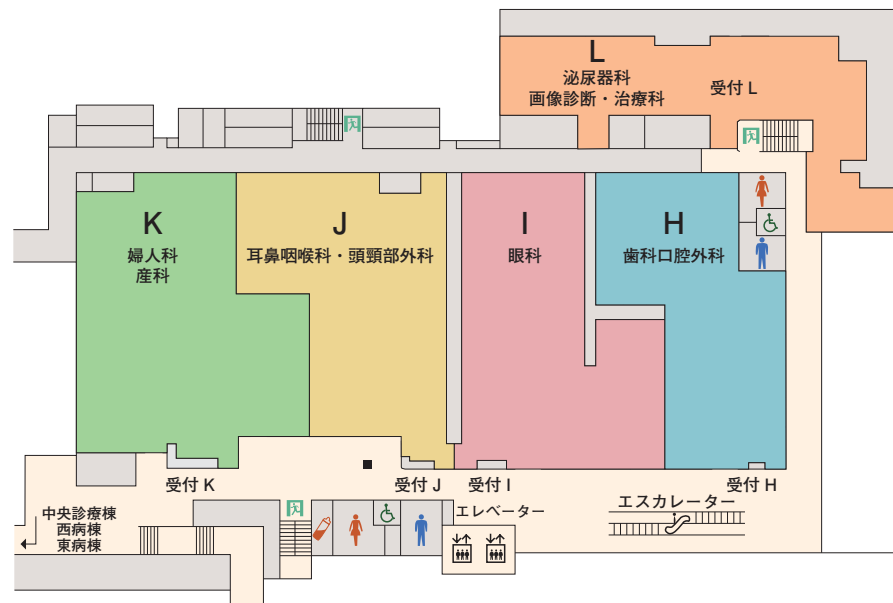 L
泌尿器科
画像診断・治療科
受付 L
K
婦人科
産科
J
耳鼻咽喉科・頭頸部外科
I
眼科
H
歯科口腔外科
受付 K
受付 J
受付 I
受付 H
中央診療棟
西病棟
東病棟
エレベーター
エスカレーター